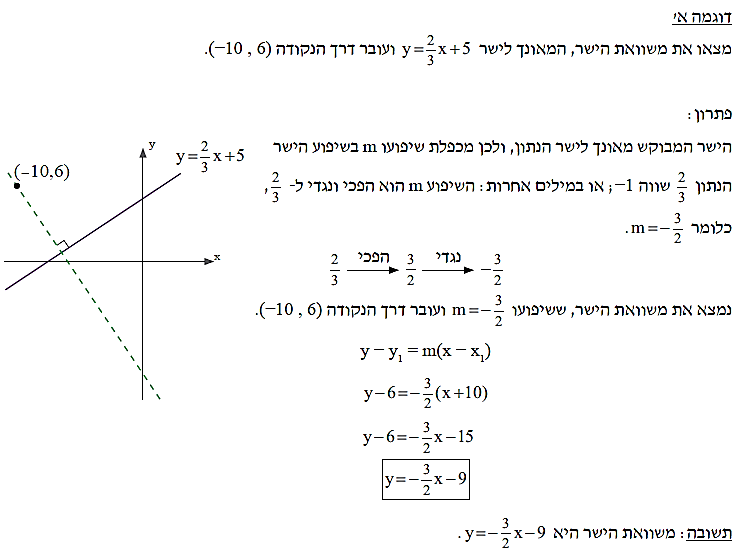 דוגמה א׳
מצאו את משוואת הישר, המאונך לישר y=2/3x+5 ועובר דרך הנקודה (−10 , 6).
פתרון:
הישר המבוקש מאונך לישר הנתון, ולכן מכפלת שיפועו m בשיפוע הישר
הנתון 2/3 שווה 1−; או במילים אחרות: השיפוע m הוא הפכי ונגדי ל- 2/3,
כלומר m=−3/2.
2/3 הפכי 3/2 נגדי −3/2
נמצא את משוואת הישר, ששיפועו m=−3/2 ועובר דרך הנקודה (−10 , 6).
y−y₁=m(x−x₁)
y−6=−3/2(x+10)
y−6=−3/2x−15
y=−3/2x−9
תשובה: משוואת הישר היא y=−3/2x−9.
y
y=2/3x+5
(−10,6)
x